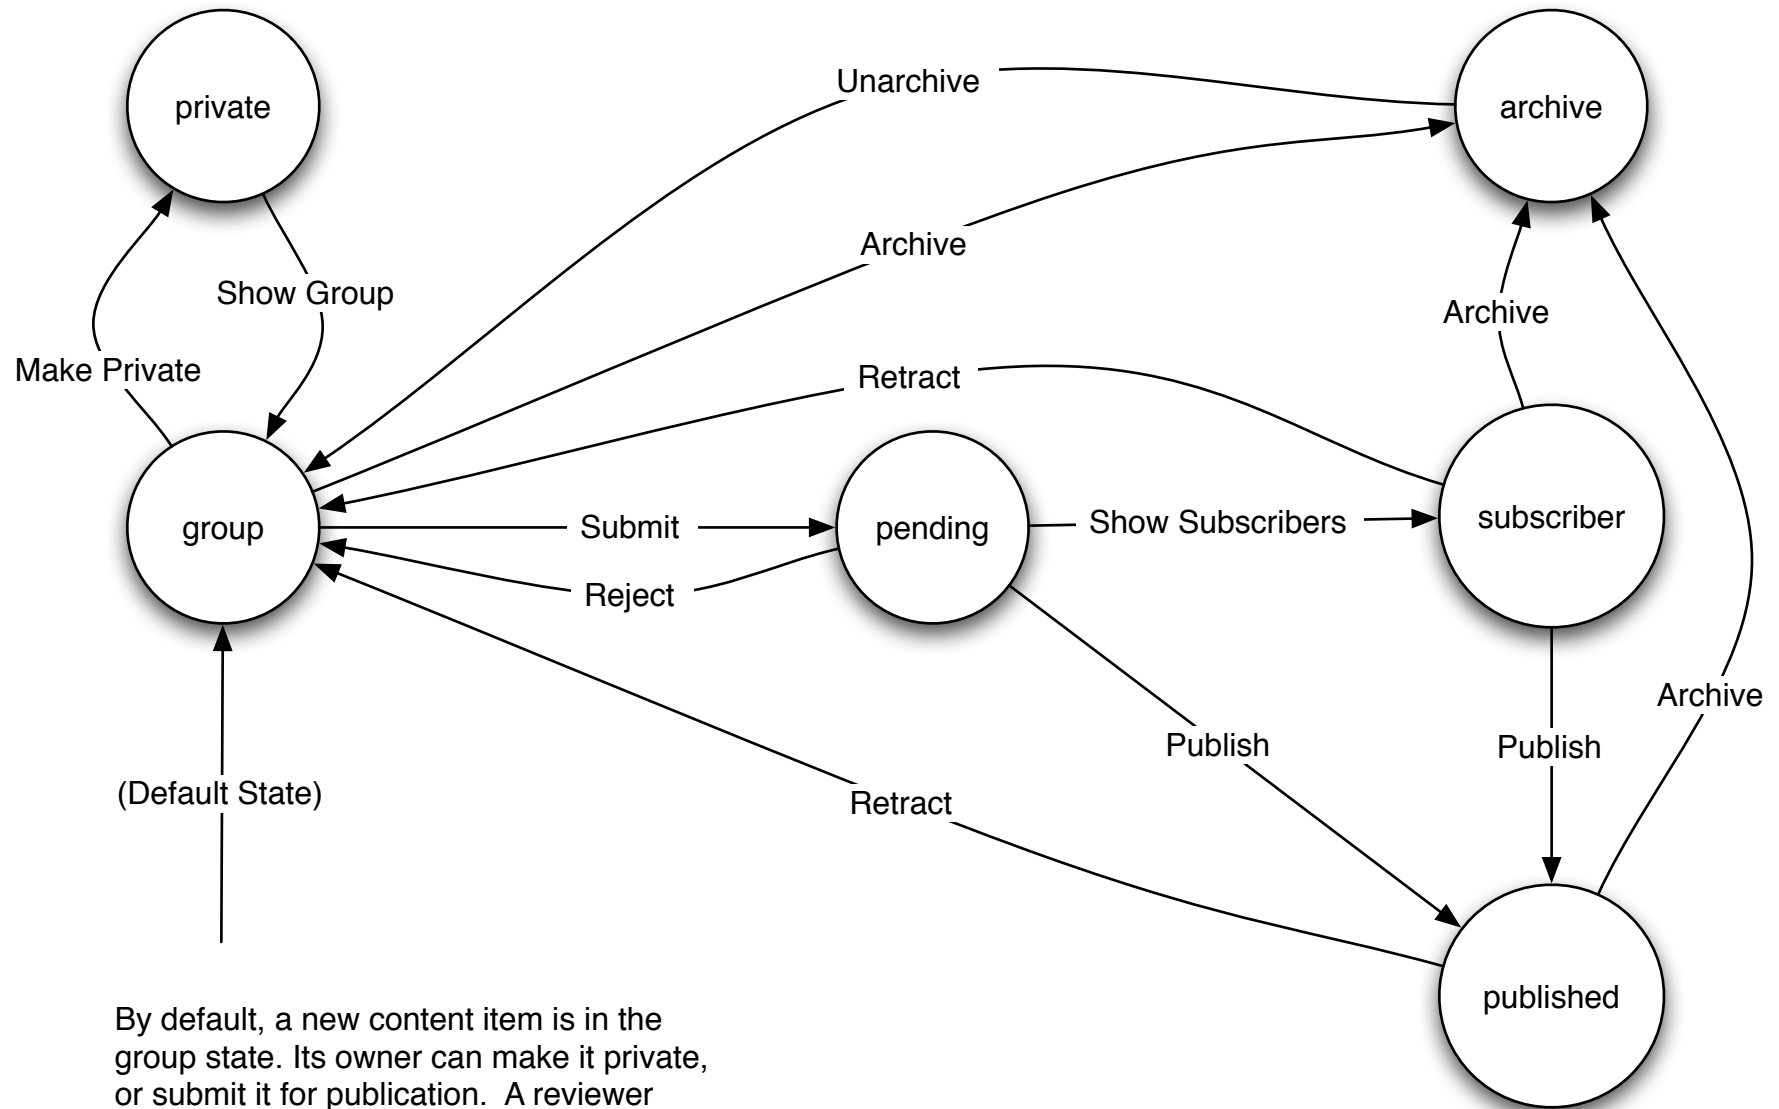 private
archive
Unarchive
Archive
Show Group
Archive
Make Private
Retract
group
Submit
pending
Show Subscribers
subscriber
Reject
Archive
Publish
Publish
(Default State)
Retract
published
By default, a new content item is in the
group state. Its owner can make it private,
or submit it for publication.  A reviewer